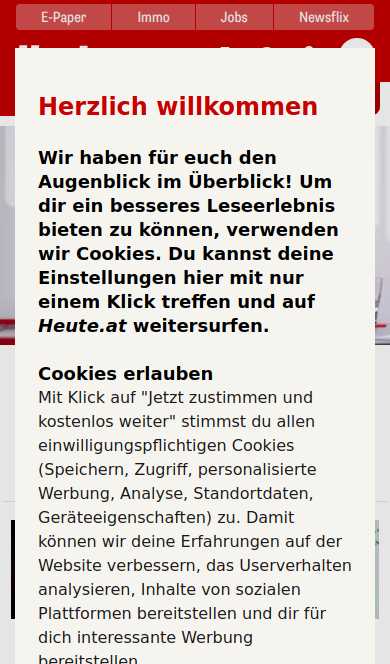 E-Paper Immo Jobs Newsflix
Herzlich willkommen
Wir haben für euch den
Augenblick im Überblick! Um
dir ein besseres Leseerlebnis
bieten zu können, verwenden
wir Cookies. Du kannst deine
Einstellungen hier mit nur
einem Klick treffen und auf
Heute.at weitersurfen.
Cookies erlauben
Mit Klick auf "Jetzt zustimmen und
kostenlos weiter" stimmst du allen
einwilligungspflichtigen Cookies
(Speichern, Zugriff, personalisierte
Werbung, Analyse, Standortdaten,
Geräteeigenschaften) zu. Damit
können wir deine Erfahrungen auf der
Website verbessern, das Userverhalten
analysieren, Inhalte von sozialen
Plattformen bereitstellen und dir für
dich interessante Werbung
bereitstellen